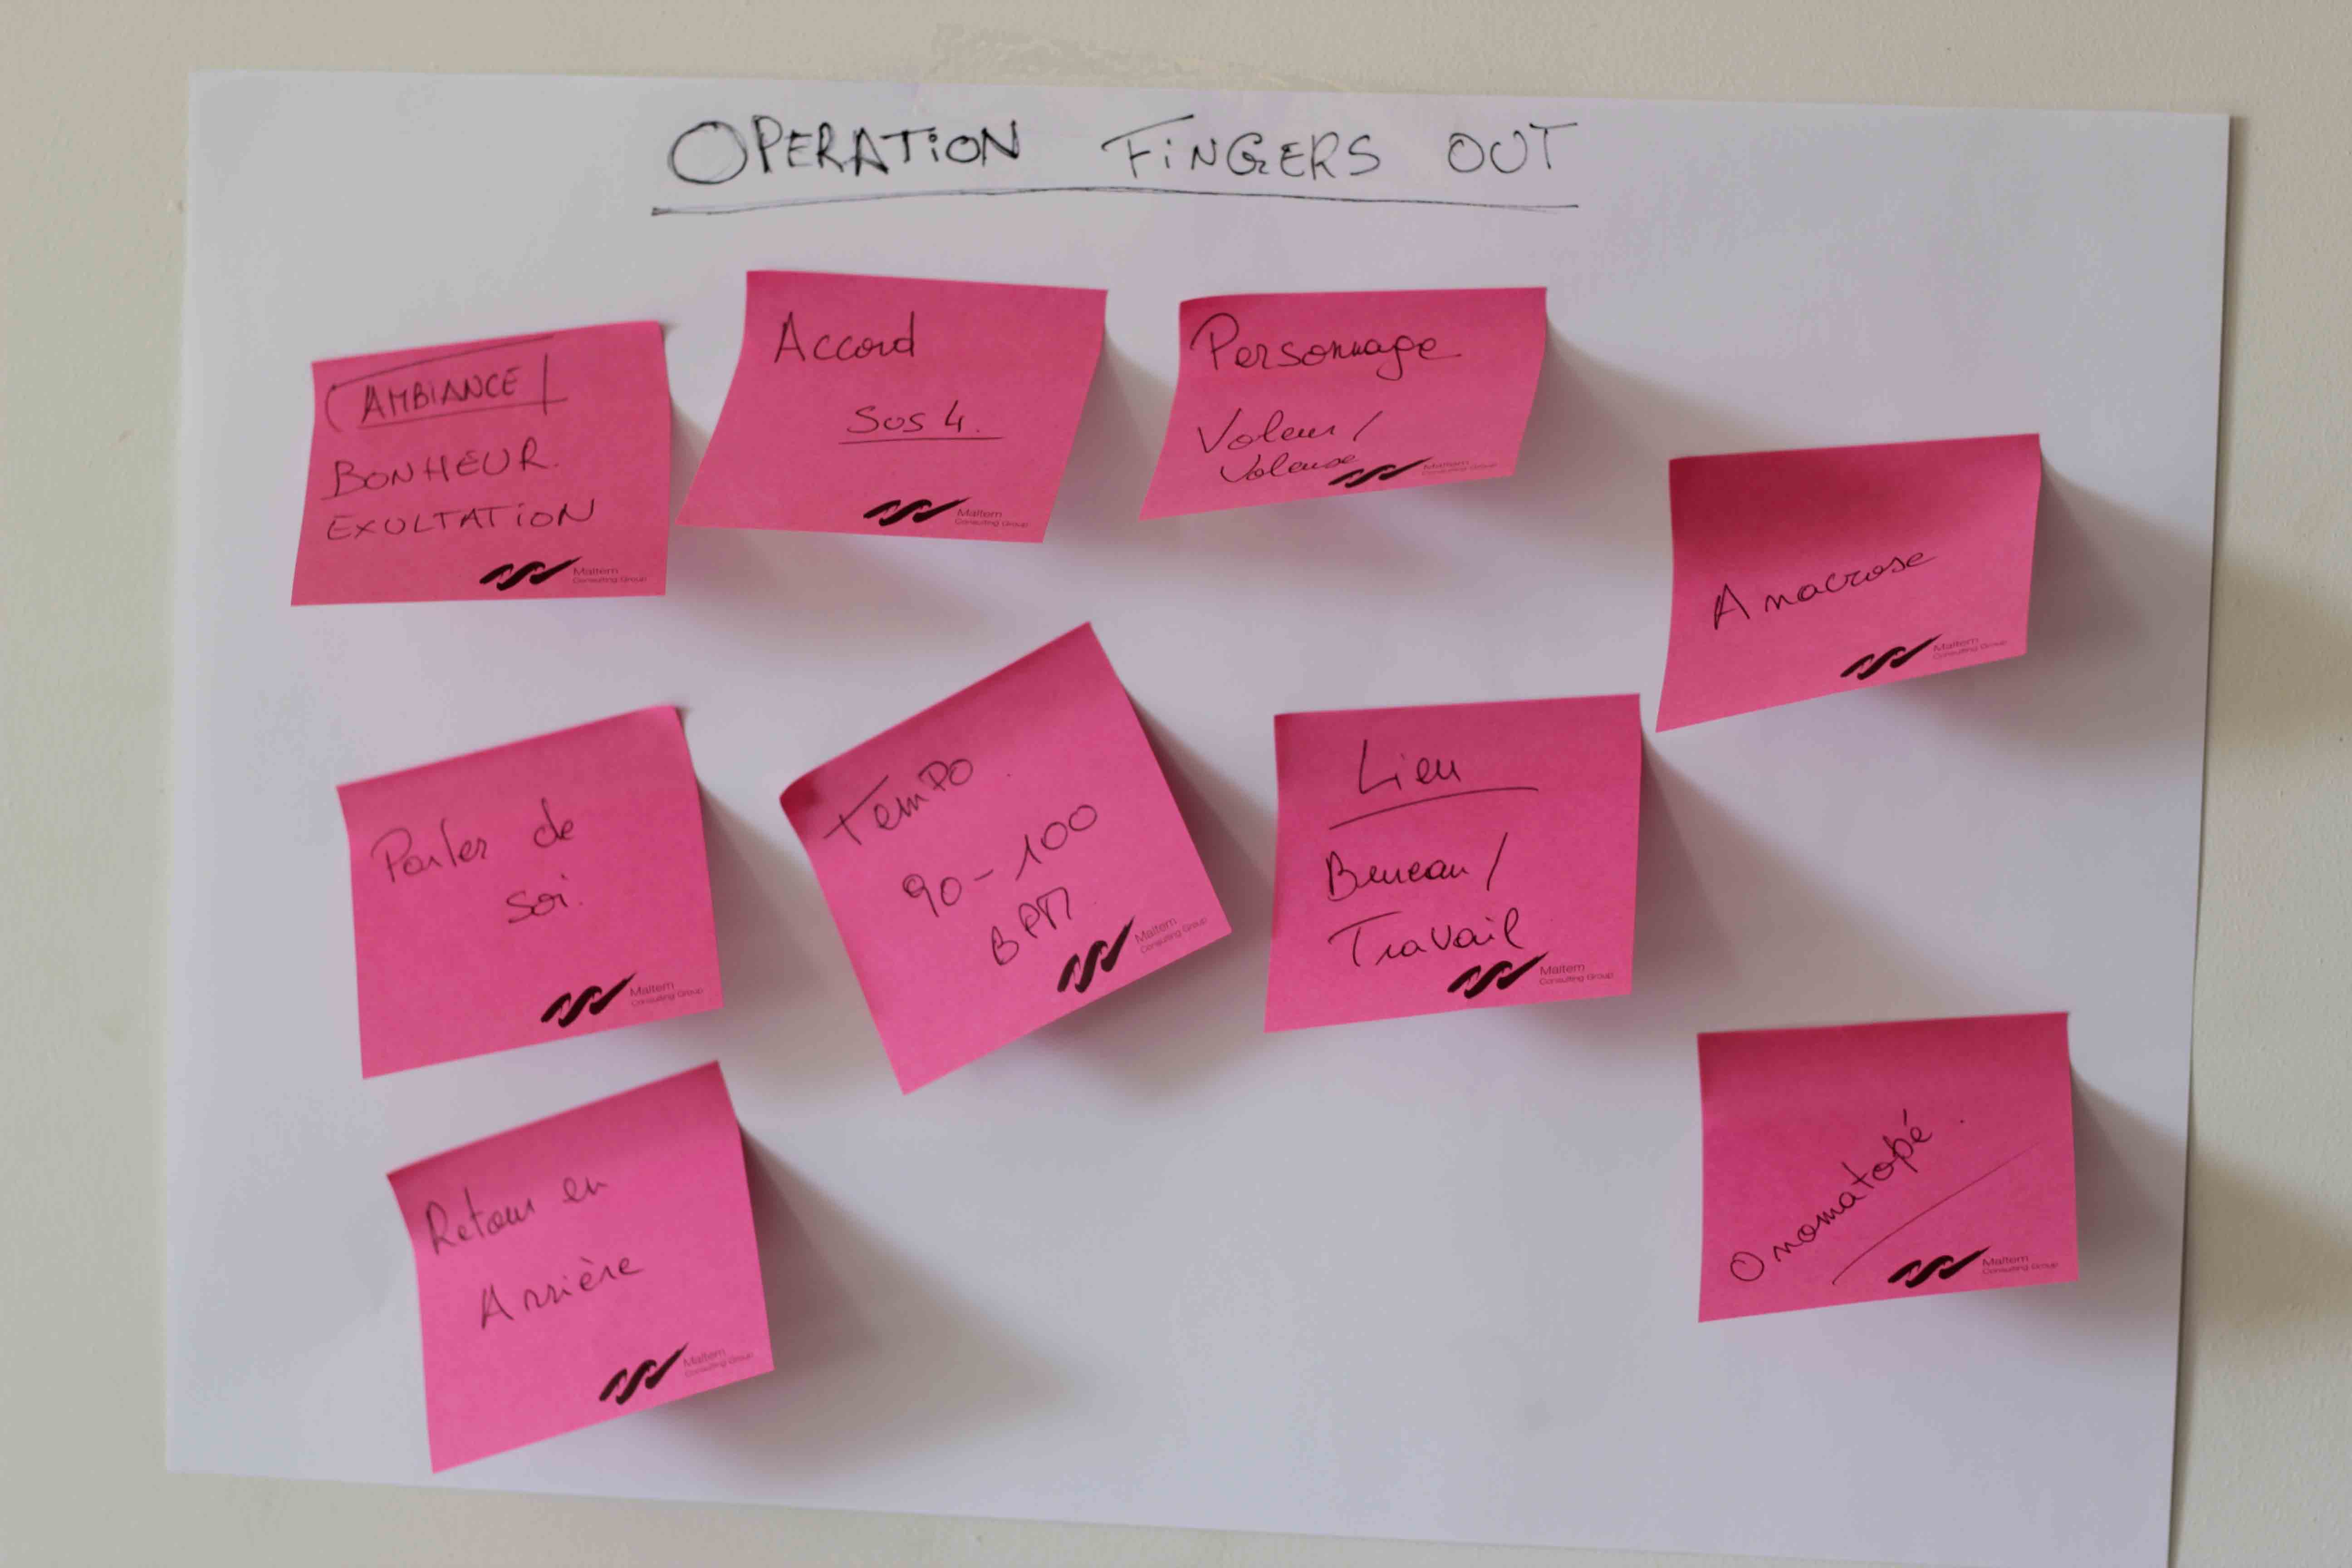 OPERATION FINGERS OUT
AMBIANCE
BONHEUR.
EXULTATION
Maltem
Consulting Group
Accord
Sus 4.
Maltem
Consulting Group
Personnage
Voleur /
Voleuse
Maltem
Consulting Group
Anacrose
Maltem
Consulting Group
Parler de
soi.
Maltem
Consulting Group
Tempo
90-100
BPM
Maltem
Consulting Group
Lieu
Bureau /
Travail
Maltem
Consulting Group
Retour en
Arrière
Maltem
Consulting Group
Onomatopé.
Maltem
Consulting Group